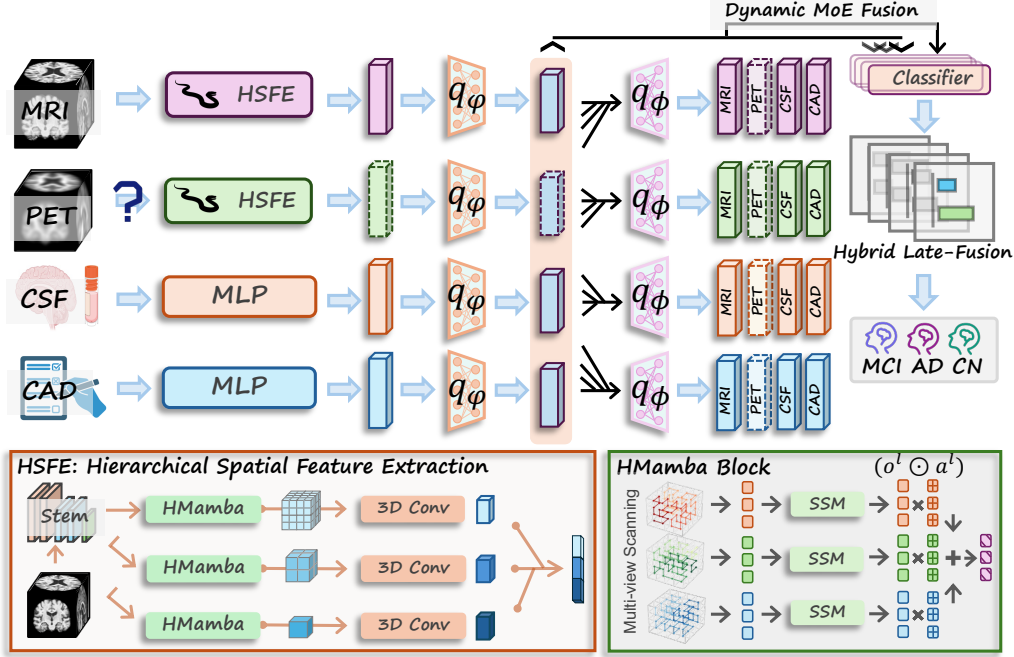 Dynamic MoE Fusion
MRI
HSFE
qφ
qϕ
MRI
PET
CSF
CAD
Classifier
PET
?
HSFE
qφ
qϕ
MRI
PET
CSF
CAD
Hybrid Late-Fusion
CSF
MLP
qφ
qϕ
MRI
PET
CSF
CAD
CAD
MLP
qφ
qϕ
MRI
PET
CSF
CAD
MCI AD CN
HSFE: Hierarchical Spatial Feature Extraction
Stem
HMamba
3D Conv
HMamba
3D Conv
HMamba
3D Conv
HMamba Block
(oˡ ⊙ aˡ)
Multi-view Scanning
SSM
×
SSM
×
+
SSM
×